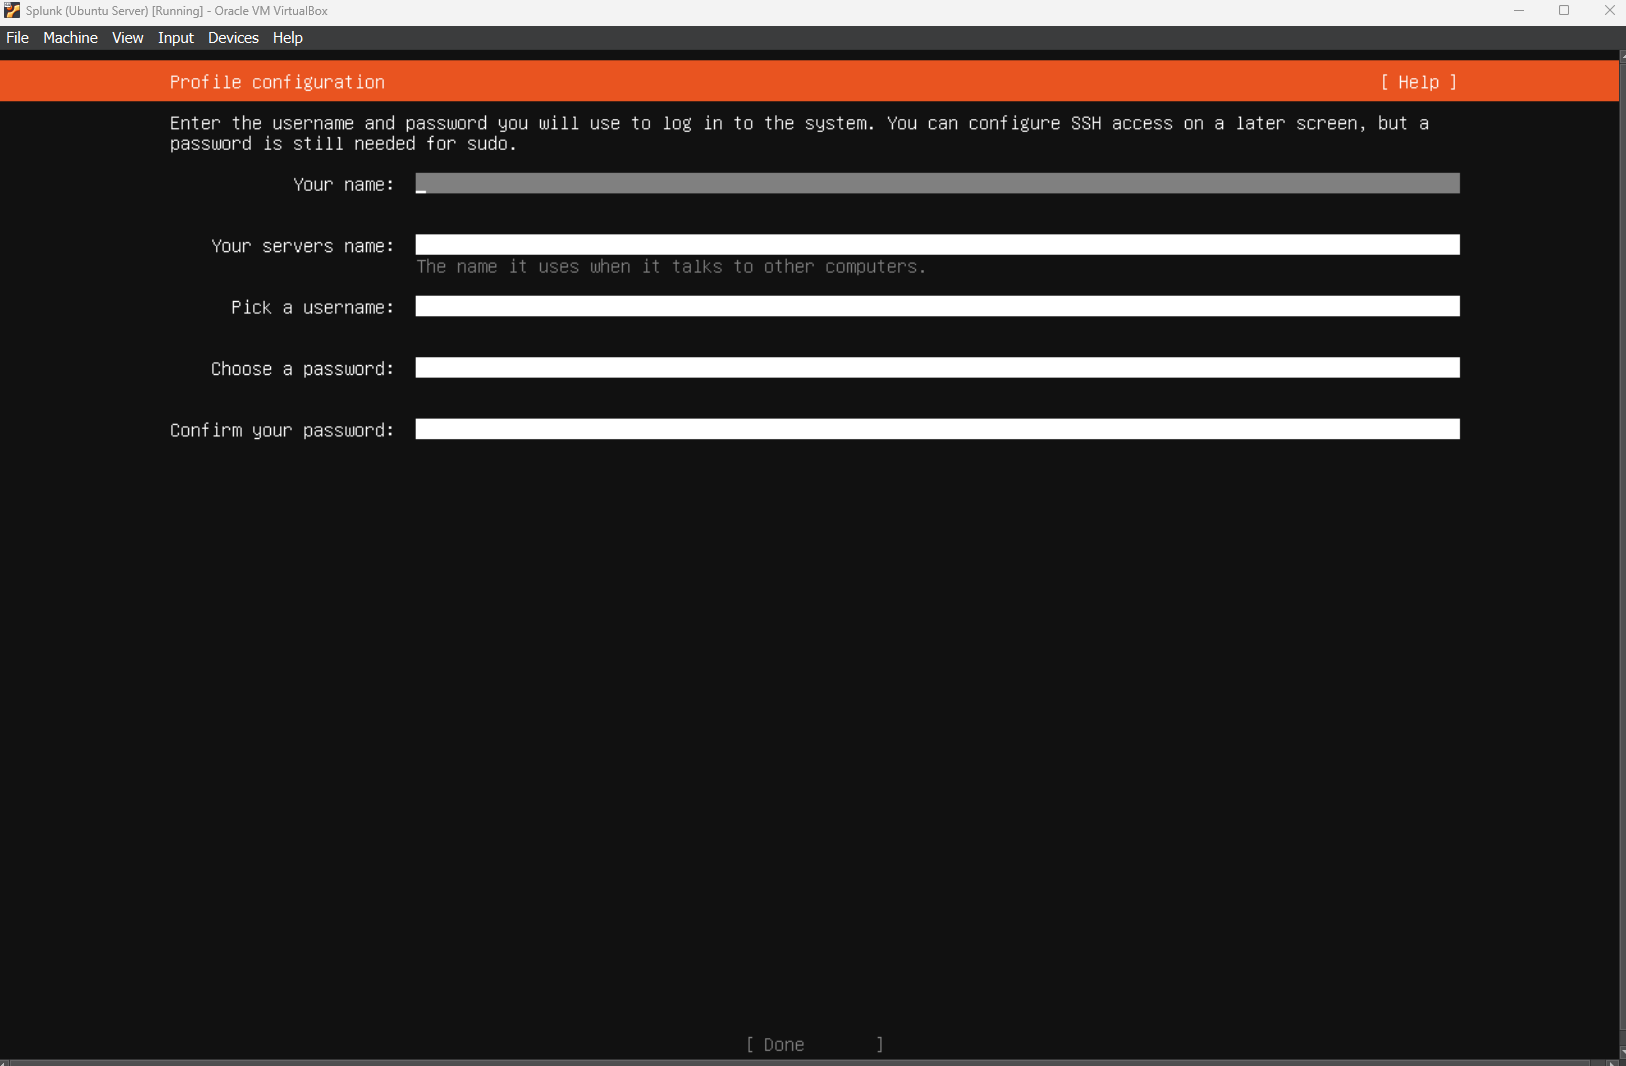 Splunk (Ubuntu Server) [Running] - Oracle VM VirtualBox
File Machine View Input Devices Help
Profile configuration [ Help ]
Enter the username and password you will use to log in to the system. You can configure SSH access on a later screen, but a
password is still needed for sudo.
Your name: _
Your servers name:
The name it uses when it talks to other computers.
Pick a username:
Choose a password:
Confirm your password:
[ Done ]